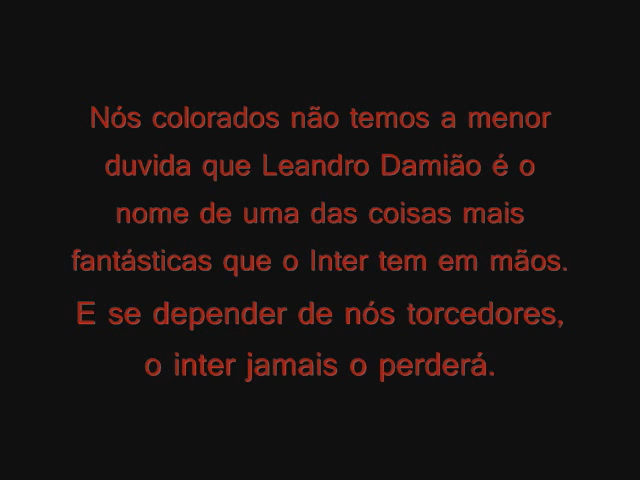 Nós colorados não temos a menor
duvida que Leandro Damião é o
nome de uma das coisas mais
fantásticas que o Inter tem em mãos.
E se depender de nós torcedores,
o inter jamais o perderá.